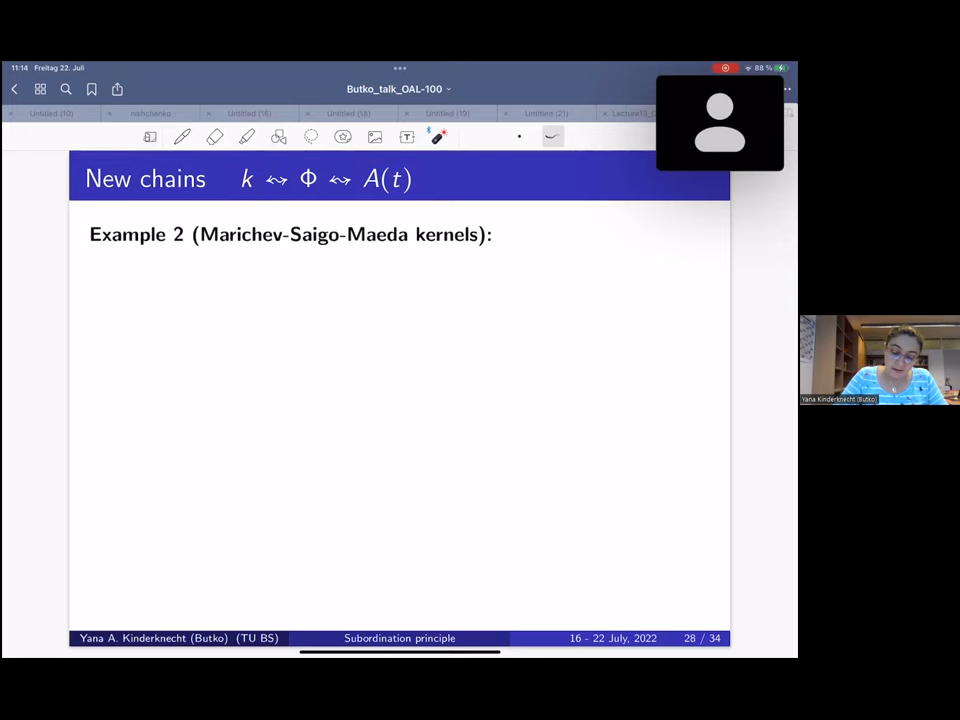 11:14 Freitag 22. Juli
88 %
Butko_talk_OAL-100
Untitled (10)
nishchenko
Untitled (16)
Untitled (18)
Untitled (19)
Untitled (21)
New chains k ↭ Φ ↭ A(t)
Example 2 (Marichev-Saigo-Maeda kernels):
Yana Kinderknecht (Butko)
Yana A. Kinderknecht (Butko) (TU BS)
Subordination principle
16 - 22 July, 2022
28 / 34